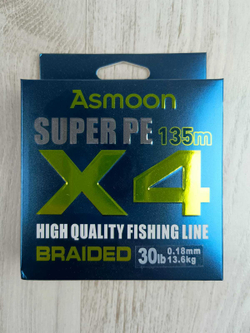 Asmoon
SUPER PE 135m
X4
HIGH QUALITY FISHING LINE
BRAIDED 30lb 0.18mm
13.6kg